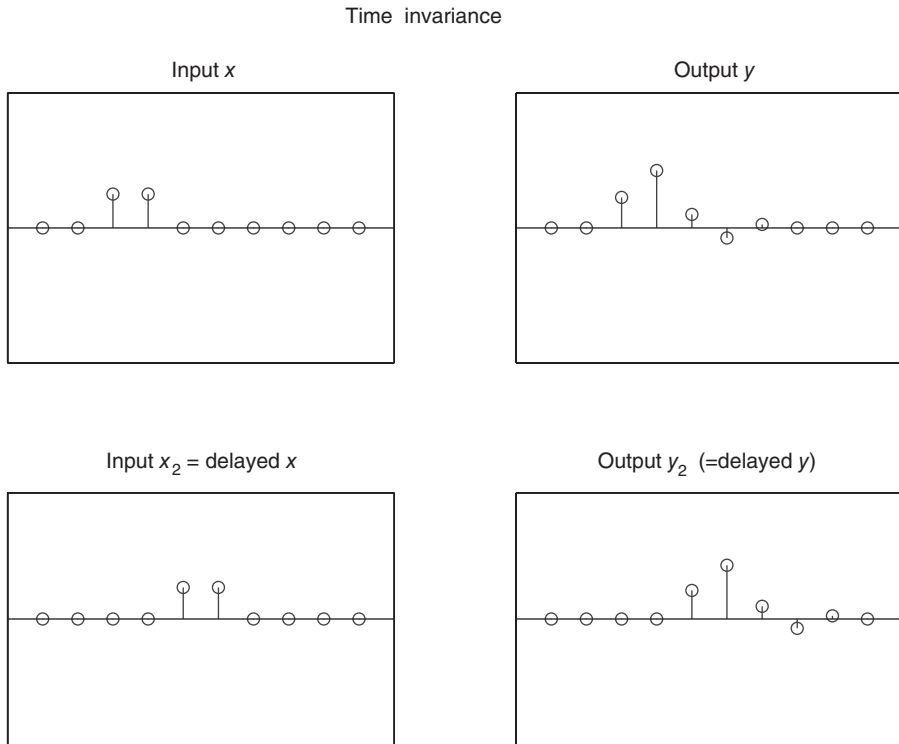 Time invariance
Input x
Output y
Input x₂ = delayed x
Output y₂ (=delayed y)